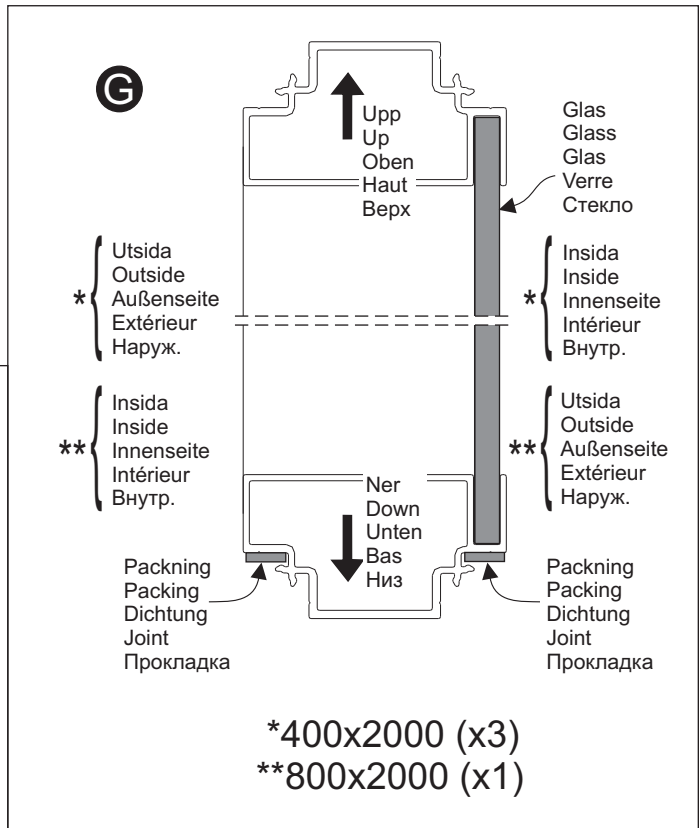 G
Upp
Up
Oben
Haut
Верх
Glas
Glass
Glas
Verre
Стекло
*
Utsida
Outside
Außenseite
Extérieur
Наруж.
*
Insida
Inside
Innenseite
Intérieur
Внутр.
**
Insida
Inside
Innenseite
Intérieur
Внутр.
**
Utsida
Outside
Außenseite
Extérieur
Наруж.
Ner
Down
Unten
Bas
Низ
Packning
Packing
Dichtung
Joint
Прокладка
Packning
Packing
Dichtung
Joint
Прокладка
*400x2000 (x3)
**800x2000 (x1)